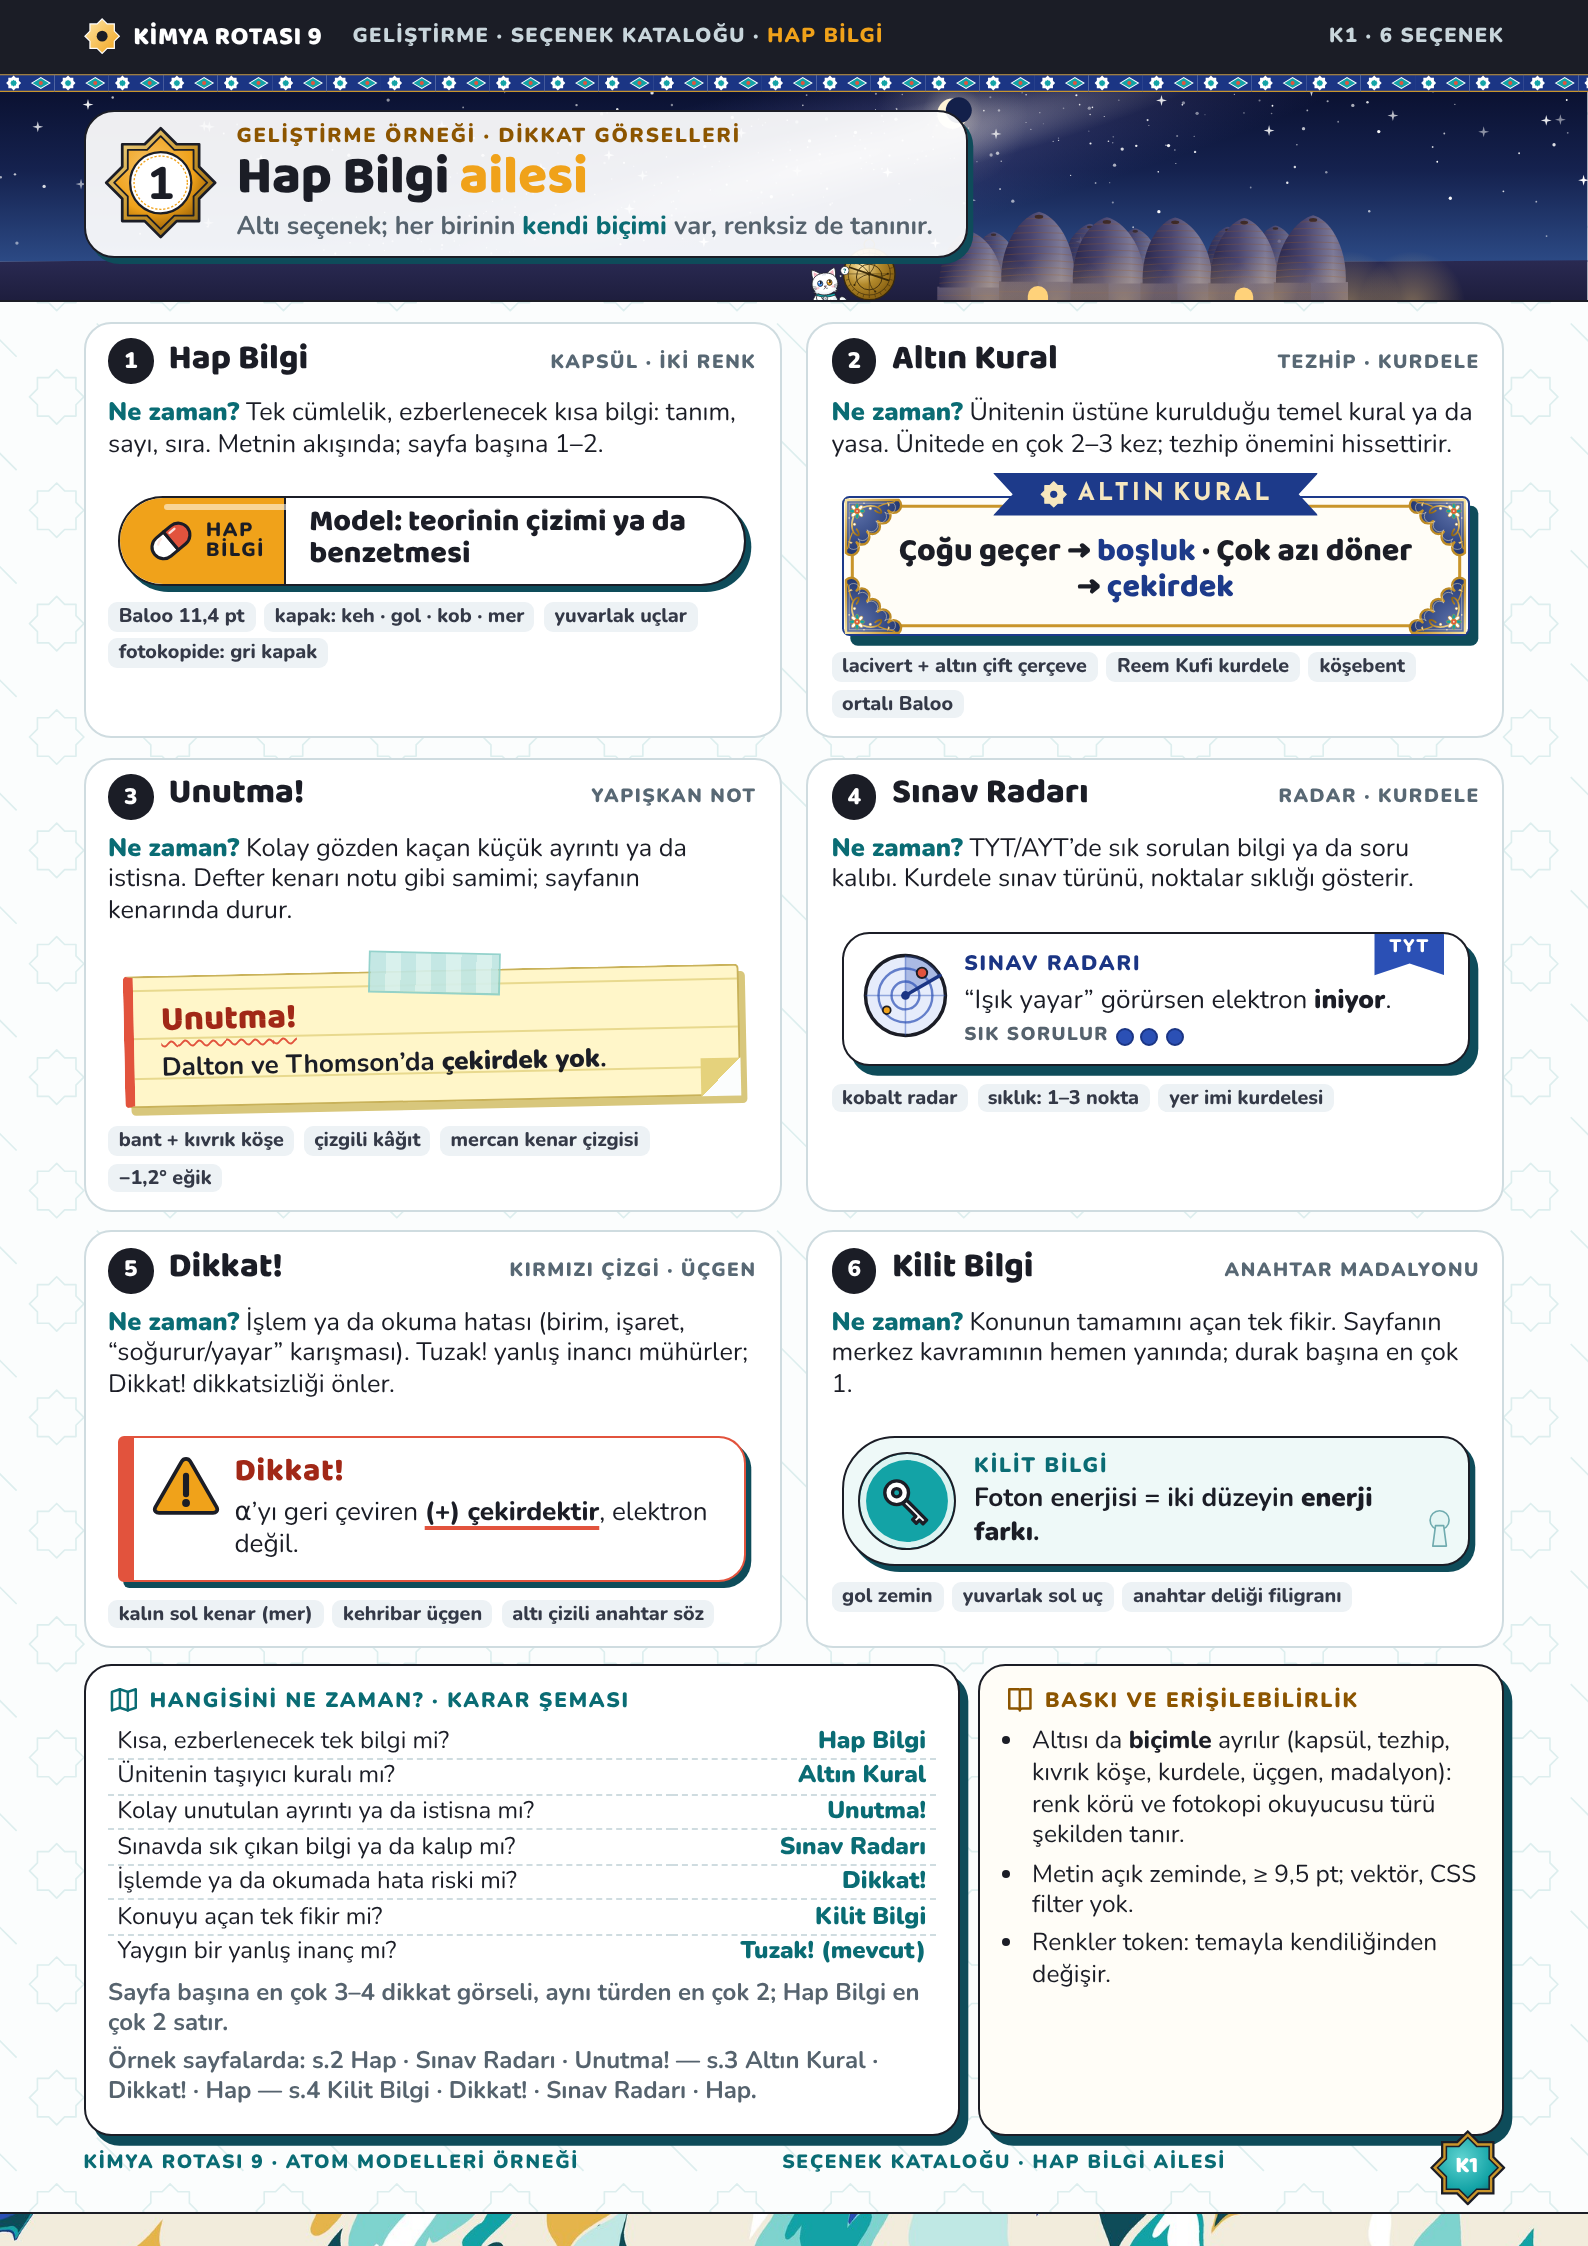 KİMYA ROTASI 9 GELİŞTİRME · SEÇENEK KATALOĞU · HAP BİLGİ K1 · 6 SEÇENEK
GELİŞTİRME ÖRNEĞİ · DİKKAT GÖRSELLERİ
1
Hap Bilgi ailesi
Altı seçenek; her birinin kendi biçimi var, renksiz de tanınır.
1 Hap Bilgi KAPSÜL · İKİ RENK
Ne zaman? Tek cümlelik, ezberlenecek kısa bilgi: tanım,
sayı, sıra. Metnin akışında; sayfa başına 1–2.
HAP
BİLGİ
Model: teorinin çizimi ya da
benzetmesi
Baloo 11,4 pt kapak: keh · gol · kob · mer yuvarlak uçlar
fotokopide: gri kapak
2 Altın Kural TEZHİP · KURDELE
Ne zaman? Ünitenin üstüne kurulduğu temel kural ya da
yasa. Ünitede en çok 2–3 kez; tezhip önemini hissettirir.
ALTIN KURAL
Çoğu geçer → boşluk · Çok azı döner
→ çekirdek
lacivert + altın çift çerçeve Reem Kufi kurdele köşebent
ortalı Baloo
3 Unutma! YAPIŞKAN NOT
Ne zaman? Kolay gözden kaçan küçük ayrıntı ya da
istisna. Defter kenarı notu gibi samimi; sayfanın
kenarında durur.
Unutma!
Dalton ve Thomson’da çekirdek yok.
bant + kıvrık köşe çizgili kâğıt mercan kenar çizgisi
−1,2° eğik
4 Sınav Radarı RADAR · KURDELE
Ne zaman? TYT/AYT’de sık sorulan bilgi ya da soru
kalıbı. Kurdele sınav türünü, noktalar sıklığı gösterir.
TYT
SINAV RADARI
“Işık yayar” görürsen elektron iniyor.
SIK SORULUR
kobalt radar sıklık: 1–3 nokta yer imi kurdelesi
5 Dikkat! KIRMIZI ÇİZGİ · ÜÇGEN
Ne zaman? İşlem ya da okuma hatası (birim, işaret,
“soğurur/yayar” karışması). Tuzak! yanlış inancı mühürler;
Dikkat! dikkatsizliği önler.
Dikkat!
α’yı geri çeviren (+) çekirdektir, elektron
değil.
kalın sol kenar (mer) kehribar üçgen altı çizili anahtar söz
6 Kilit Bilgi ANAHTAR MADALYONU
Ne zaman? Konunun tamamını açan tek fikir. Sayfanın
merkez kavramının hemen yanında; durak başına en çok
1.
KİLİT BİLGİ
Foton enerjisi = iki düzeyin enerji
farkı.
gol zemin yuvarlak sol uç anahtar deliği filigranı
HANGİSİNİ NE ZAMAN? · KARAR ŞEMASI
Kısa, ezberlenecek tek bilgi mi? Hap Bilgi
Ünitenin taşıyıcı kuralı mı? Altın Kural
Kolay unutulan ayrıntı ya da istisna mı? Unutma!
Sınavda sık çıkan bilgi ya da kalıp mı? Sınav Radarı
İşlemde ya da okumada hata riski mi? Dikkat!
Konuyu açan tek fikir mi? Kilit Bilgi
Yaygın bir yanlış inanç mı? Tuzak! (mevcut)
Sayfa başına en çok 3–4 dikkat görseli, aynı türden en çok 2; Hap Bilgi en
çok 2 satır.
Örnek sayfalarda: s.2 Hap · Sınav Radarı · Unutma! — s.3 Altın Kural ·
Dikkat! · Hap — s.4 Kilit Bilgi · Dikkat! · Sınav Radarı · Hap.
BASKI VE ERİŞİLEBİLİRLİK
• Altısı da biçimle ayrılır (kapsül, tezhip,
kıvrık köşe, kurdele, üçgen, madalyon):
renk körü ve fotokopi okuyucusu türü
şekilden tanır.
• Metin açık zeminde, ≥ 9,5 pt; vektör, CSS
filter yok.
• Renkler token: temayla kendiliğinden
değişir.
KİMYA ROTASI 9 · ATOM MODELLERİ ÖRNEĞİ SEÇENEK KATALOĞU · HAP BİLGİ AİLESİ K1